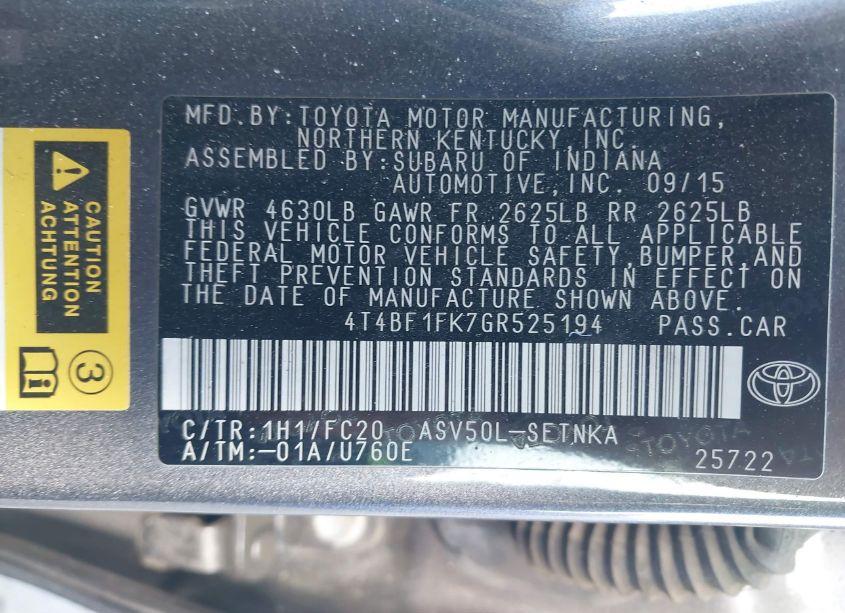 MFD.BY:TOYOTA MOTOR MANUFACTURING,
NORTHERN KENTUCKY,INC.
ASSEMBLED BY:SUBARU OF INDIANA
AUTOMOTIVE,INC. 09/15
GVWR 4630LB GAWR FR 2625LB RR 2625LB
THIS VEHICLE CONFORMS TO ALL APPLICABLE
FEDERAL MOTOR VEHICLE SAFETY,BUMPER,AND
THEFT PREVENTION STANDARDS IN EFFECT ON
THE DATE OF MANUFACTURE SHOWN ABOVE.
4T4BF1FK7GR525194 PASS.CAR
C/TR:1H1/FC20 ASV50L-SETNKA
A/TM:-01A/U760E
25722
CAUTION
ATTENTION
ACHTUNG
3
TOYOTA
TOYOTA